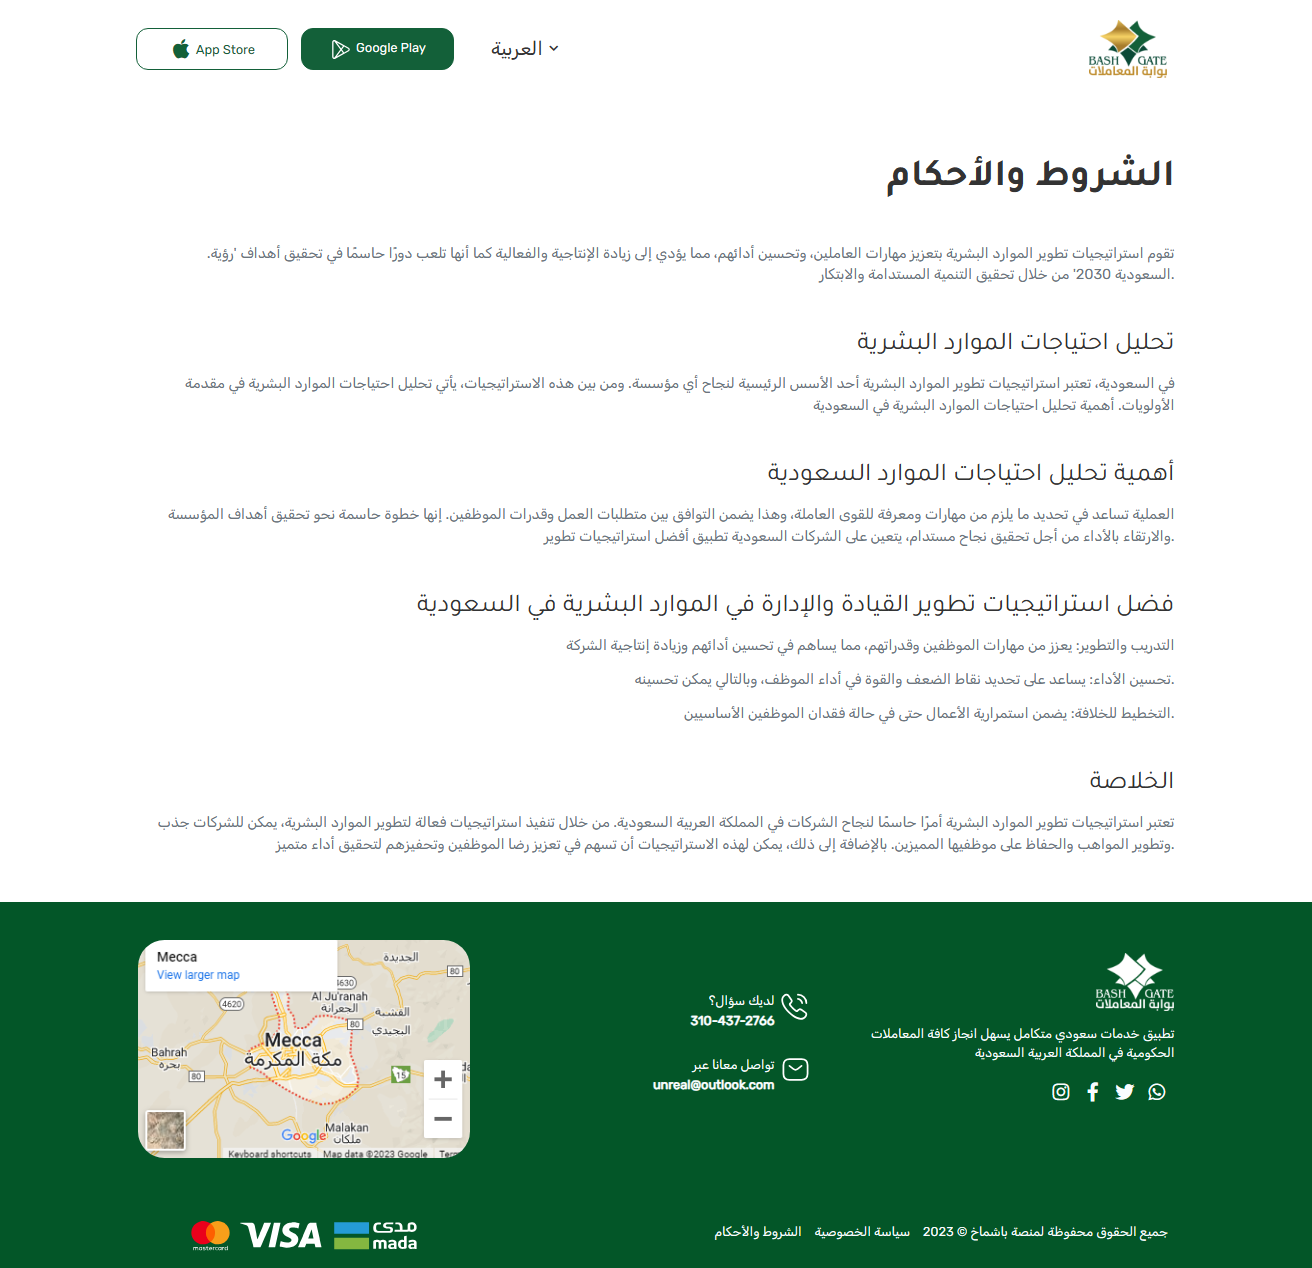 BASH GATE
بوابة المعاملات
العربية
Google Play
App Store
الشروط والأحكام
تقوم استراتيجيات تطوير الموارد البشرية بتعزيز مهارات العاملين، وتحسين أدائهم، مما يؤدي إلى زيادة الإنتاجية والفعالية كما أنها تلعب دورًا حاسمًا في تحقيق أهداف 'رؤية.
.السعودية 2030' من خلال تحقيق التنمية المستدامة والابتكار
تحليل احتياجات الموارد البشرية
في السعودية، تعتبر استراتيجيات تطوير الموارد البشرية أحد الأسس الرئيسية لنجاح أي مؤسسة. ومن بين هذه الاستراتيجيات، يأتي تحليل احتياجات الموارد البشرية في مقدمة
الأولويات. أهمية تحليل احتياجات الموارد البشرية في السعودية
أهمية تحليل احتياجات الموارد السعودية
العملية تساعد في تحديد ما يلزم من مهارات ومعرفة للقوى العاملة، وهذا يضمن التوافق بين متطلبات العمل وقدرات الموظفين. إنها خطوة حاسمة نحو تحقيق أهداف المؤسسة
.والارتقاء بالأداء من أجل تحقيق نجاح مستدام، يتعين على الشركات السعودية تطبيق أفضل استراتيجيات تطوير
فضل استراتيجيات تطوير القيادة والإدارة في الموارد البشرية في السعودية
التدريب والتطوير: يعزز من مهارات الموظفين وقدراتهم، مما يساهم في تحسين أدائهم وزيادة إنتاجية الشركة
.تحسين الأداء: يساعد على تحديد نقاط الضعف والقوة في أداء الموظف، وبالتالي يمكن تحسينه
.التخطيط للخلافة: يضمن استمرارية الأعمال حتى في حالة فقدان الموظفين الأساسيين
الخلاصة
تعتبر استراتيجيات تطوير الموارد البشرية أمرًا حاسمًا لنجاح الشركات في المملكة العربية السعودية. من خلال تنفيذ استراتيجيات فعالة لتطوير الموارد البشرية، يمكن للشركات جذب
.وتطوير المواهب والحفاظ على موظفيها المميزين. بالإضافة إلى ذلك، يمكن لهذه الاستراتيجيات أن تسهم في تعزيز رضا الموظفين وتحفيزهم لتحقيق أداء متميز
BASH GATE
بوابة المعاملات
تطبيق خدمات سعودي متكامل يسهل انجاز كافة المعاملات
الحكومية في المملكة العربية السعودية
لديك سؤال؟
310-437-2766
تواصل معانا عبر
unreal@outlook.com
Mecca
View larger map
الحديدة
80
4630
4620
Al Ju'ranah
الجعرانة
القشبة
البجيدي
80
Mecca
مكة المكرمة
Bahrah
بحره
80
15
Malakan
ملكان
Google
Keyboard shortcuts
Map data ©2023 Google
جميع الحقوق محفوظة لمنصة باشماخ © 2023
سياسة الخصوصية
الشروط والأحكام
mastercard
VISA
مدى
mada